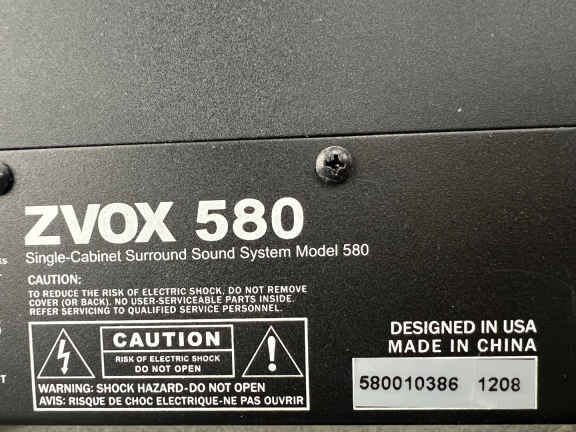 ZVOX 580
Single-Cabinet Surround Sound System Model 580
CAUTION:
TO REDUCE THE RISK OF ELECTRIC SHOCK, DO NOT REMOVE
COVER (OR BACK). NO USER-SERVICEABLE PARTS INSIDE.
REFER SERVICING TO QUALIFIED SERVICE PERSONNEL.
CAUTION
RISK OF ELECTRIC SHOCK
DO NOT OPEN
WARNING: SHOCK HAZARD-DO NOT OPEN
AVIS: RISQUE DE CHOC ELECTRIQUE-NE PAS OUVRIR
DESIGNED IN USA
MADE IN CHINA
580010386 1208